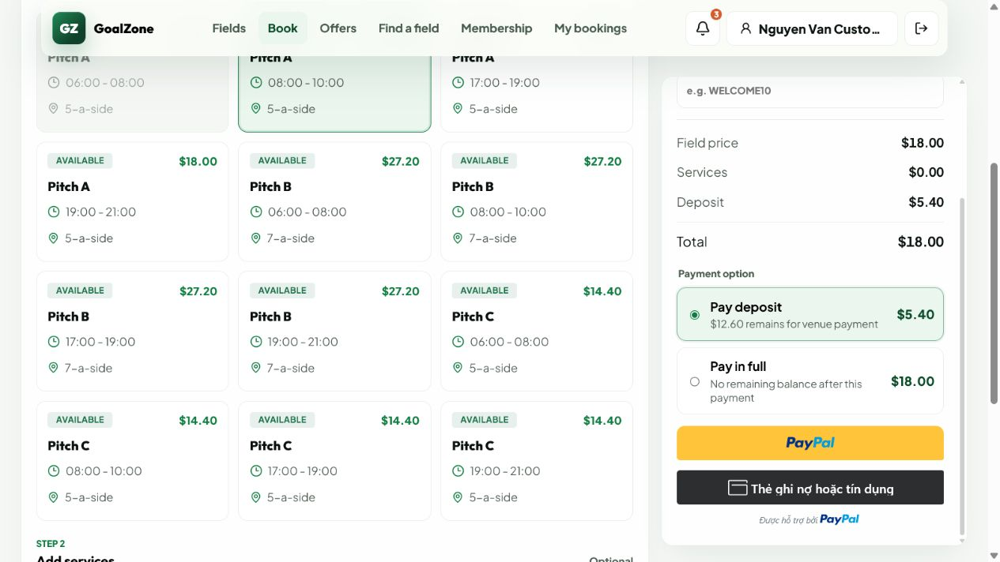 GZ GoalZone Fields Book Offers Find a field Membership My bookings 3 Nguyen Van Custo...
Pitch A Pitch A Pitch A
06:00 - 08:00 08:00 - 10:00 17:00 - 19:00
5-a-side 5-a-side 5-a-side
AVAILABLE $18.00 AVAILABLE $27.20 AVAILABLE $27.20
Pitch A Pitch B Pitch B
19:00 - 21:00 06:00 - 08:00 08:00 - 10:00
5-a-side 7-a-side 7-a-side
AVAILABLE $27.20 AVAILABLE $27.20 AVAILABLE $14.40
Pitch B Pitch B Pitch C
17:00 - 19:00 19:00 - 21:00 06:00 - 08:00
7-a-side 7-a-side 5-a-side
AVAILABLE $14.40 AVAILABLE $14.40 AVAILABLE $14.40
Pitch C Pitch C Pitch C
08:00 - 10:00 17:00 - 19:00 19:00 - 21:00
5-a-side 5-a-side 5-a-side
STEP 2
Add services Optional
e.g. WELCOME10
Field price $18.00
Services $0.00
Deposit $5.40
Total $18.00
Payment option
Pay deposit $5.40
$12.60 remains for venue payment
Pay in full $18.00
No remaining balance after this
payment
PayPal
Thẻ ghi nợ hoặc tín dụng
Được hỗ trợ bởi PayPal